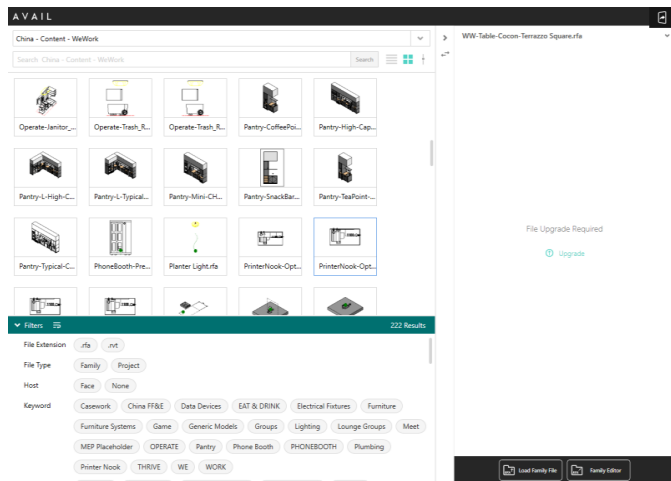 AVAIL
China - Content - WeWork
WW-Table-Cocon-Terrazzo Square.rfa
Search China - Content - WeWork
Search
Operate-Janitor_...
Operate-Trash_R...
Operate-Trash_R...
Pantry-CoffeePoi...
Pantry-High-Cap...
Pantry-L-High-C...
Pantry-L-Typical...
Pantry-Mini-CH...
Pantry-SnackBar...
Pantry-TeaPoint-...
File Upgrade Required
Upgrade
Pantry-Typical-C...
PhoneBooth-Pre...
Planter Light.rfa
PrinterNook-Opt...
PrinterNook-Opt...
Filters
222 Results
File Extension .rfa .rvt
File Type Family Project
Host Face None
Keyword Casework China FF&E Data Devices EAT & DRINK Electrical Fixtures Furniture
Furniture Systems Game Generic Models Groups Lighting Lounge Groups Meet
MEP Placeholder OPERATE Pantry Phone Booth PHONEBOOTH Plumbing
Printer Nook THRIVE WE WORK
Load Family File
Family Editor